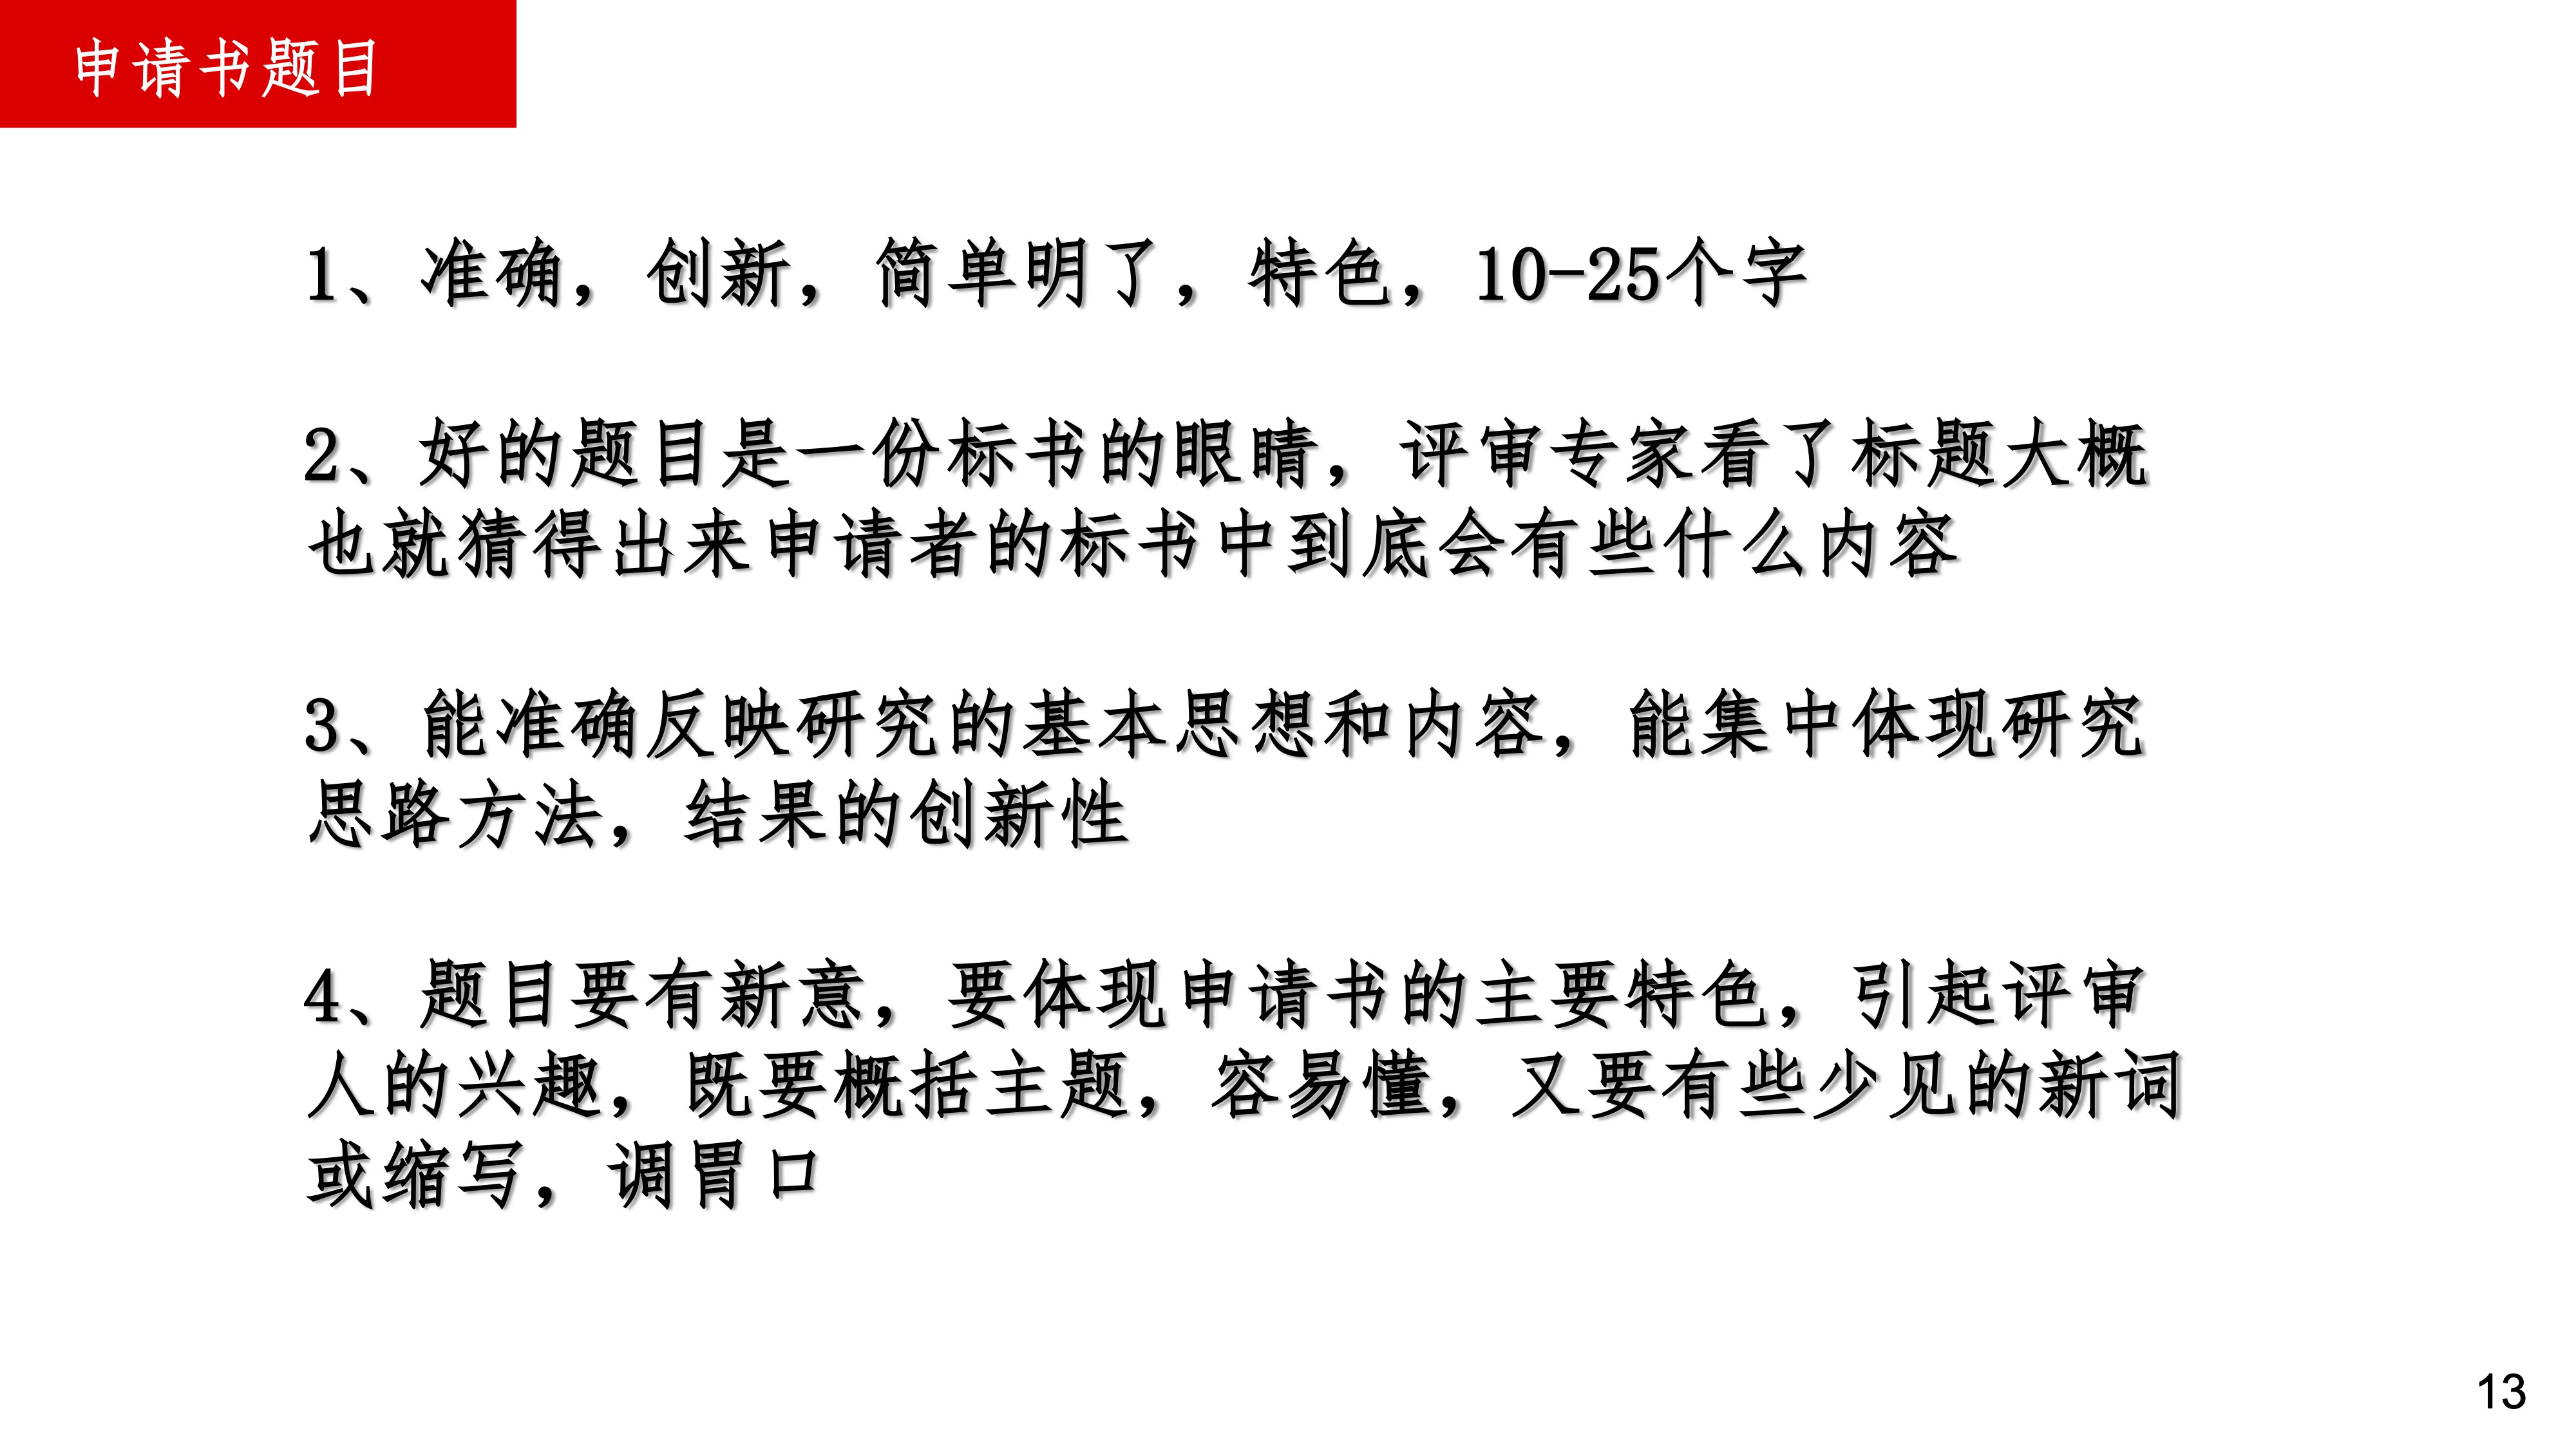 申请书题目
1、准确，创新，简单明了，特色，10-25个字
2、好的题目是一份标书的眼睛，评审专家看了标题大概
也就猜得出来申请者的标书中到底会有些什么内容
3、能准确反映研究的基本思想和内容，能集中体现研究
思路方法，结果的创新性
4、题目要有新意，要体现申请书的主要特色，引起评审
人的兴趣，既要概括主题，容易懂，又要有些少见的新词
或缩写，调胃口
13